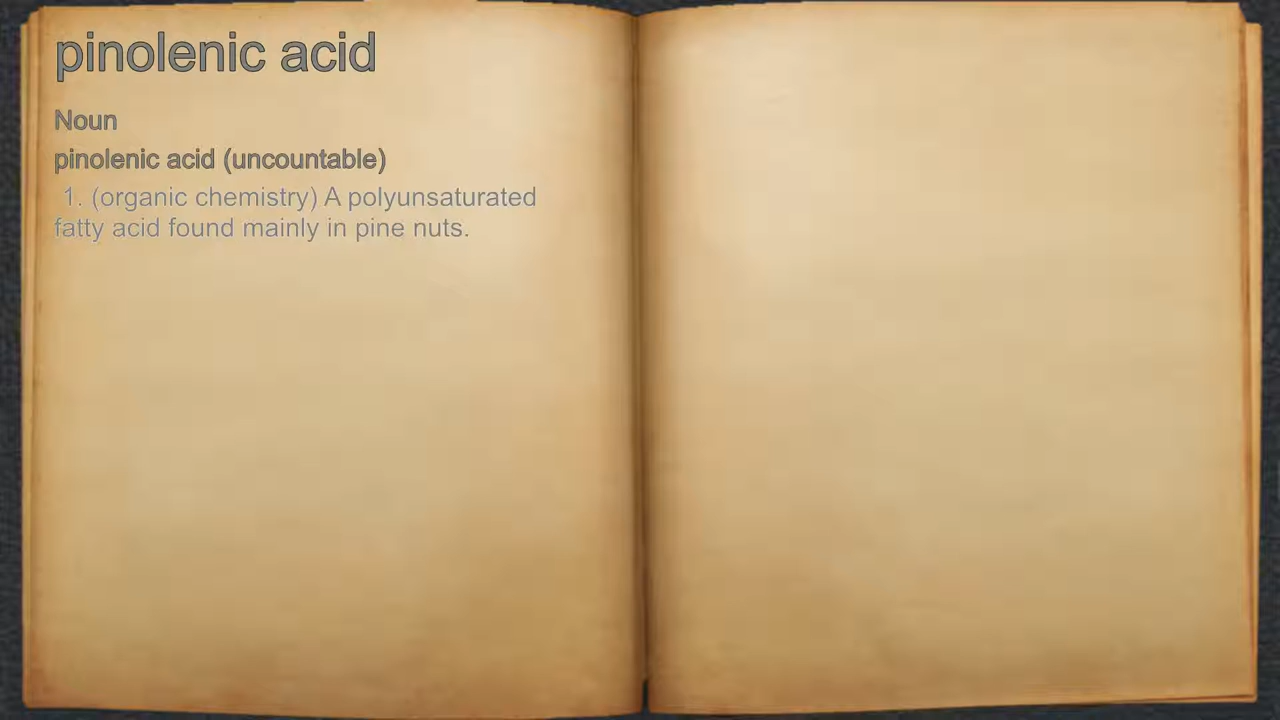 pinolenic acid
Noun
pinolenic acid (uncountable)
1. (organic chemistry) A polyunsaturated
fatty acid found mainly in pine nuts.